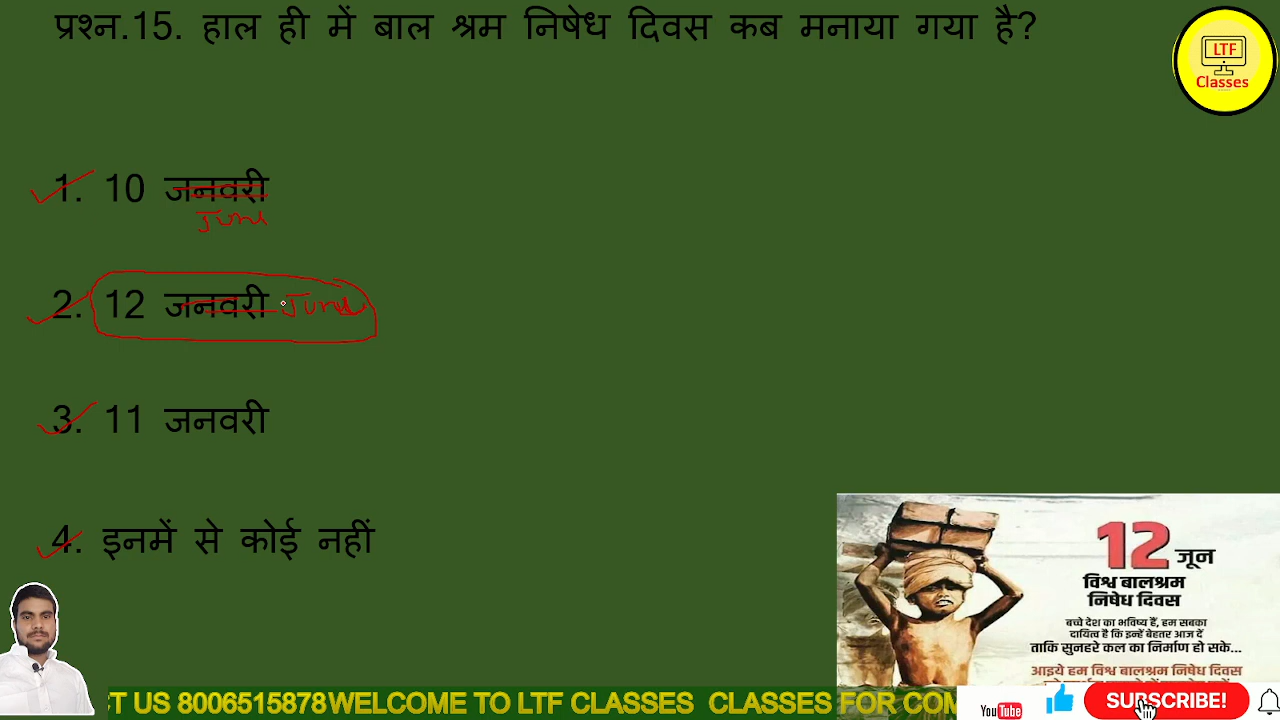 प्रश्न.15. हाल ही में बाल श्रम निषेध दिवस कब मनाया गया है?
LTF
Classes
1. 10 जनवरी
June
2. 12 जनवरी June
3. 11 जनवरी
4. इनमें से कोई नहीं
12 जून
विश्व बालश्रम
निषेध दिवस
बच्चे देश का भविष्य हैं, हम सबका
दायित्व है कि इन्हें बेहतर आज दें
ताकि सुनहरे कल का निर्माण हो सके...
आइये हम विश्व बालश्रम निषेध दिवस
CT US 8006515878 WELCOME TO LTF CLASSES CLASSES FOR COM
YouTube
SUBSCRIBE!